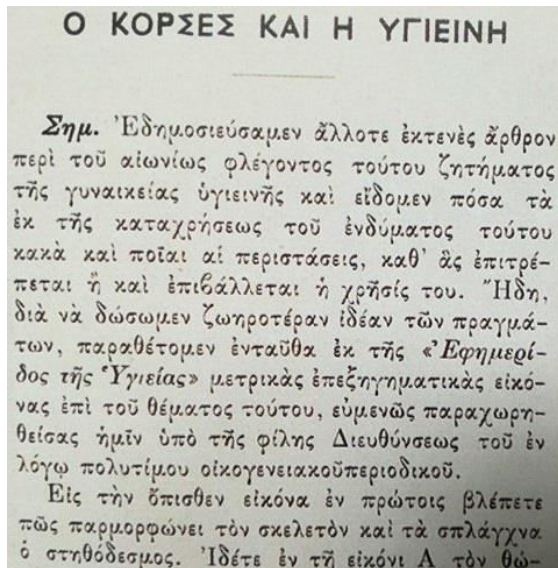 Ο ΚΟΡΣΕΣ ΚΑΙ Η ΥΓΙΕΙΝΗ
Σημ. Ἐδημοσιεύσαμεν ἄλλοτε ἐκτενὲς ἄρθρον
περὶ τοῦ αἰωνίως φλέγοντος τούτου ζητήματος
τῆς γυναικείας ὑγιεινῆς καὶ εἴδομεν πόσα τὰ
ἐκ τῆς καταχρήσεως τοῦ ἐνδύματος τούτου
κακὰ καὶ ποῖαι αἱ περιστάσεις, καθ᾽ ἃς ἐπιτρέ-
πεται ἢ καὶ ἐπιβάλλεται ἡ χρῆσίς του. Ἤδη,
διὰ νὰ δώσωμεν ζωηροτέραν ἰδέαν τῶν πραγμά-
των, παραθέτομεν ἐνταῦθα ἐκ τῆς «Ἐφημερί-
δος τῆς Ὑγιείας» μετρικὰς ἐπεξηγηματικὰς εἰκό-
νας ἐπὶ τοῦ θέματος τούτου, εὐμενῶς παραχωρη-
θείσας ἡμῖν ὑπὸ τῆς φίλης Διευθύνσεως τοῦ ἐν
λόγῳ πολυτίμου οἰκογενειακοῦπεριοδικοῦ.
Εἰς τὴν ὄπισθεν εἰκόνα ἐν πρώτοις βλέπετε
πῶς παρμορφώνει τὸν σκελετὸν καὶ τὰ σπλάγχνα
ὁ στηθόδεσμος. Ἰδέτε ἐν τῇ εἰκόνι Α τὸν θώ-